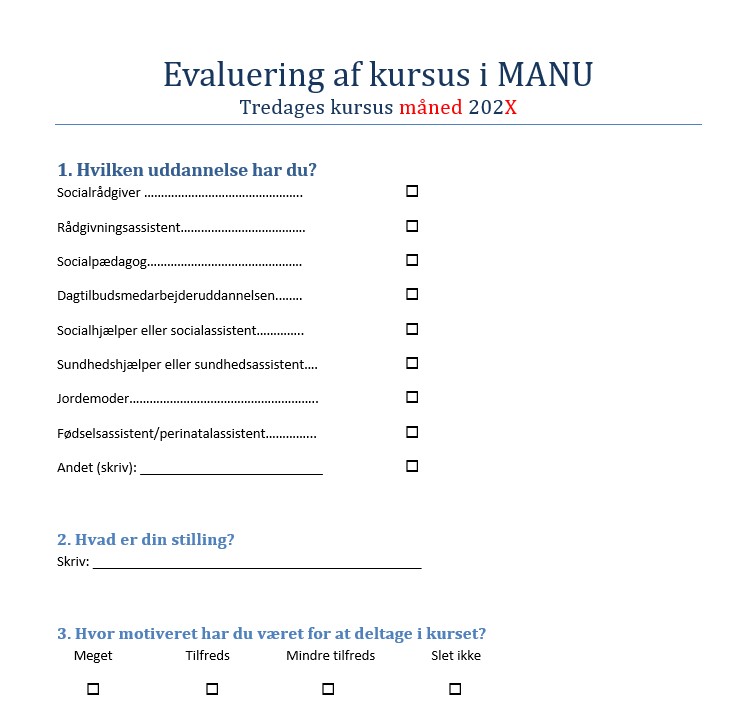 Evaluering af kursus i MANU
Tredages kursus måned 202X
1. Hvilken uddannelse har du?
Socialrådgiver ……………………………………….. ☐
Rådgivningsassistent………………………………. ☐
Socialpædagog………………………………………. ☐
Dagtilbudsmedarbejderuddannelsen…….. ☐
Socialhjælper eller socialassistent………….. ☐
Sundhedshjælper eller sundhedsassistent…. ☐
Jordemoder………………………………………………. ☐
Fødselsassistent/perinatalassistent…………… ☐
Andet (skriv): _________________________ ☐
2. Hvad er din stilling?
Skriv: _____________________________________________
3. Hvor motiveret har du været for at deltage i kurset?
Meget Tilfreds Mindre tilfreds Slet ikke
☐ ☐ ☐ ☐